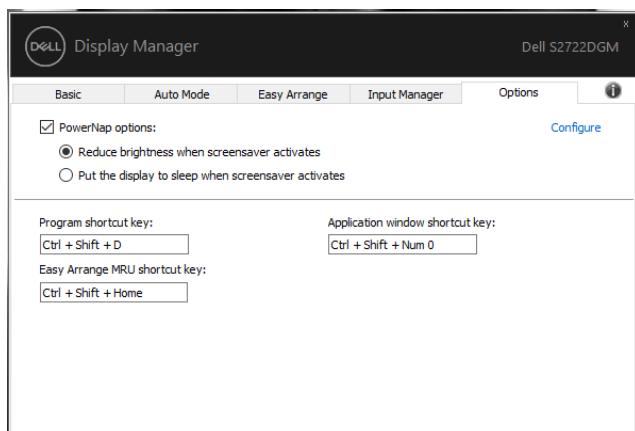 x
DELL Display Manager
Dell S2722DGM
Basic
Auto Mode
Easy Arrange
Input Manager
Options
i
PowerNap options:
Configure
Reduce brightness when screensaver activates
Put the display to sleep when screensaver activates
Program shortcut key:
Application window shortcut key:
Ctrl + Shift + D
Ctrl + Shift + Num 0
Easy Arrange MRU shortcut key:
Ctrl + Shift + Home